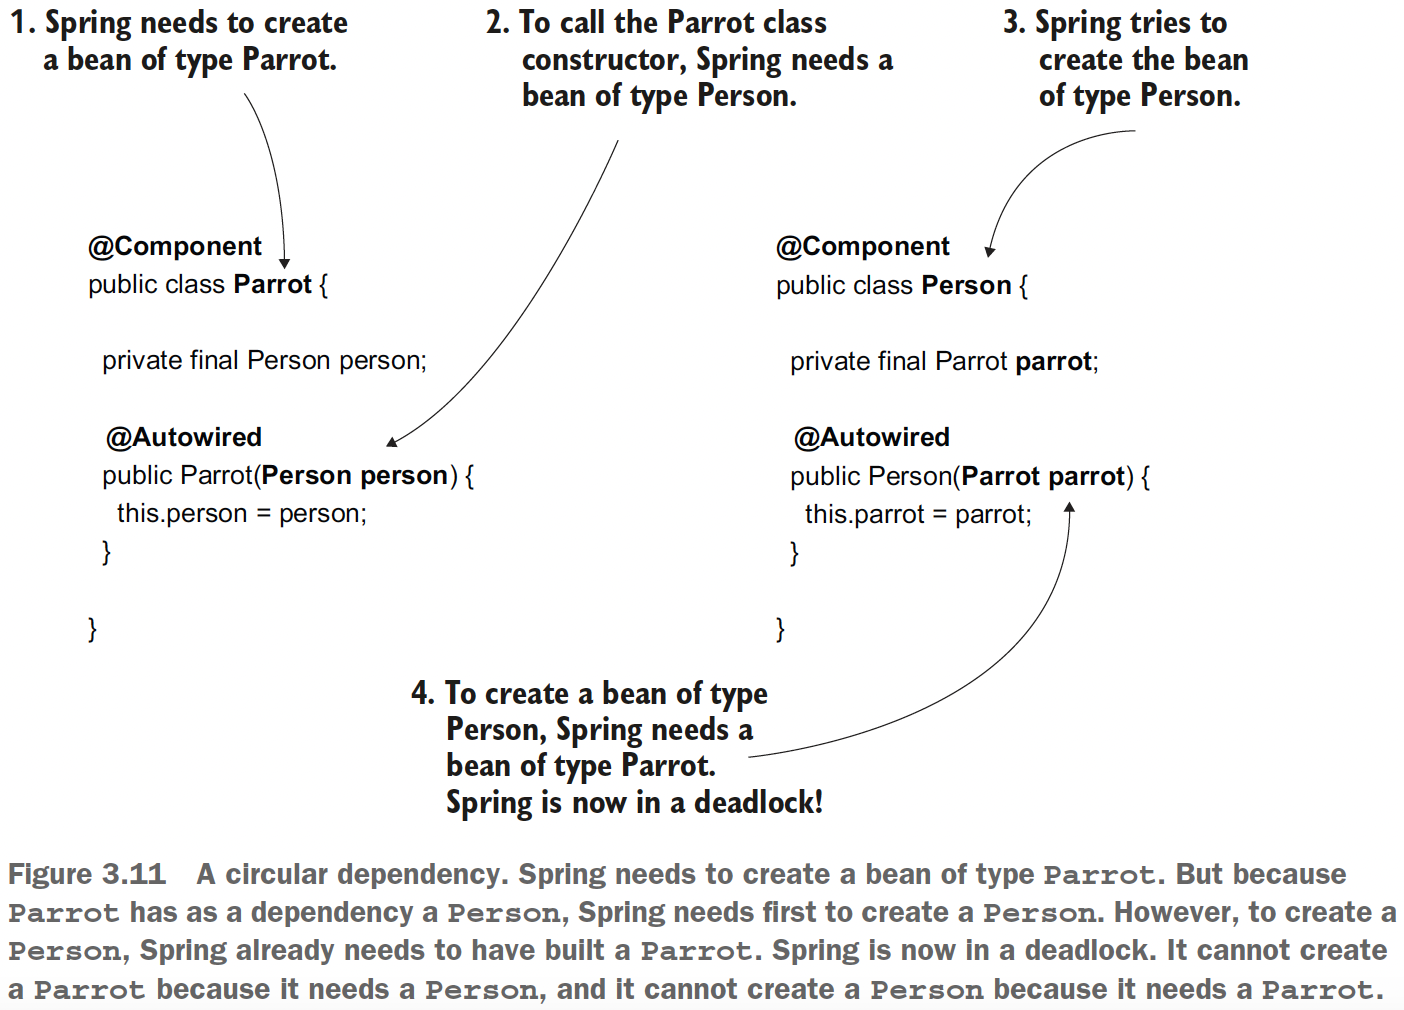 1. Spring needs to create
a bean of type Parrot.
2. To call the Parrot class
constructor, Spring needs a
bean of type Person.
3. Spring tries to
create the bean
of type Person.
@Component
public class Parrot {
private final Person person;
@Autowired
public Parrot(Person person) {
this.person = person;
}
}
@Component
public class Person {
private final Parrot parrot;
@Autowired
public Person(Parrot parrot) {
this.parrot = parrot;
}
}
4. To create a bean of type
Person, Spring needs a
bean of type Parrot.
Spring is now in a deadlock!
Figure 3.11 A circular dependency. Spring needs to create a bean of type Parrot. But because
Parrot has as a dependency a Person, Spring needs first to create a Person. However, to create a
Person, Spring already needs to have built a Parrot. Spring is now in a deadlock. It cannot create
a Parrot because it needs a Person, and it cannot create a Person because it needs a Parrot.